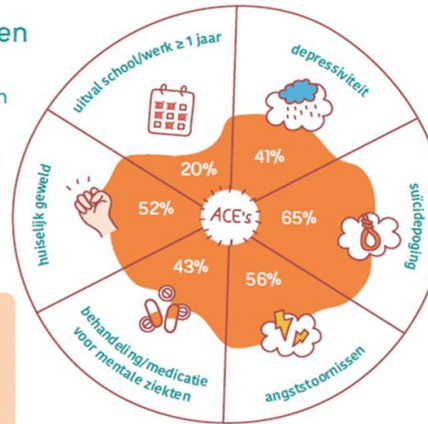 en
n
uitval school/werk ≥ 1 jaar
depressiviteit
suïcidepoging
angststoornissen
behandeling/medicatie
voor mentale ziekten
huiselijk geweld
20%
41%
52%
ACE's
65%
43%
56%